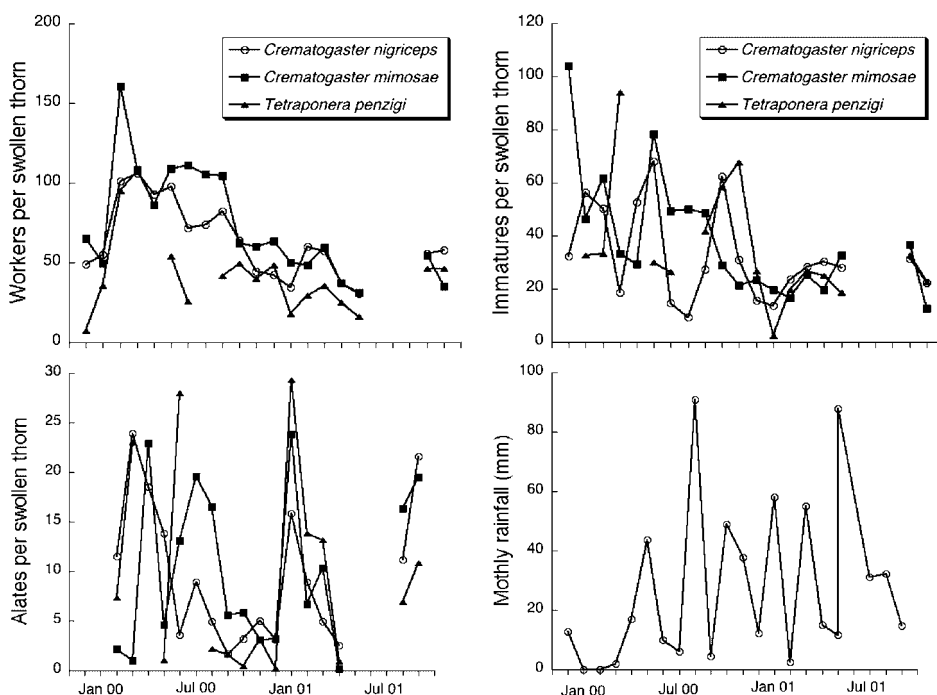 200
150
100
50
0
Workers per swollen thorn
Crematogaster nigriceps
Crematogaster mimosae
Tetraponera penzigi
120
100
80
60
40
20
0
Immatures per swollen thorn
Crematogaster nigriceps
Crematogaster mimosae
Tetraponera penzigi
30
25
20
15
10
5
0
Alates per swollen thorn
Jan 00 Jul 00 Jan 01 Jul 01
100
80
60
40
20
0
Mothly rainfall (mm)
Jan 00 Jul 00 Jan 01 Jul 01